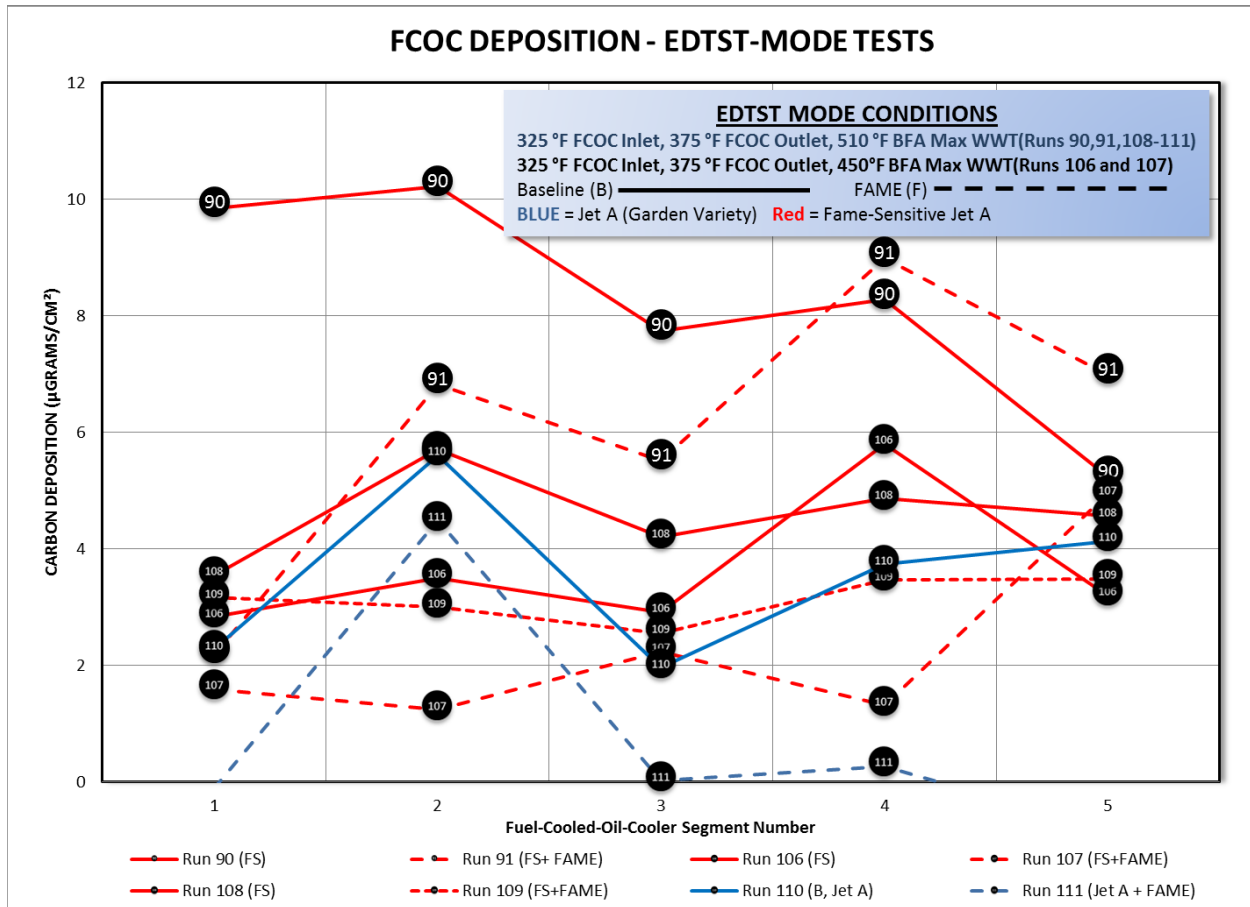 FCOC DEPOSITION - EDTST-MODE TESTS
EDTST MODE CONDITIONS
325 °F FCOC Inlet, 375 °F FCOC Outlet, 510 °F BFA Max WWT(Runs 90,91,108-111)
325 °F FCOC Inlet, 375 °F FCOC Outlet, 450°F BFA Max WWT(Runs 106 and 107)
Baseline (B) FAME (F)
BLUE = Jet A (Garden Variety) Red = Fame-Sensitive Jet A
CARBON DEPOSITION (µGRAMS/CM²)
12
10
8
6
4
2
0
90 90 90 90 90
91 91 91 91
108 108 108 108
106 106 106 106 106
109 109 109 109 109
110 110 110 110 110
107 107 107 107 107
111 111 111
1 2 3 4 5
Fuel-Cooled-Oil-Cooler Segment Number
Run 90 (FS) Run 91 (FS+ FAME) Run 106 (FS) Run 107 (FS+FAME)
Run 108 (FS) Run 109 (FS+FAME) Run 110 (B, Jet A) Run 111 (Jet A + FAME)